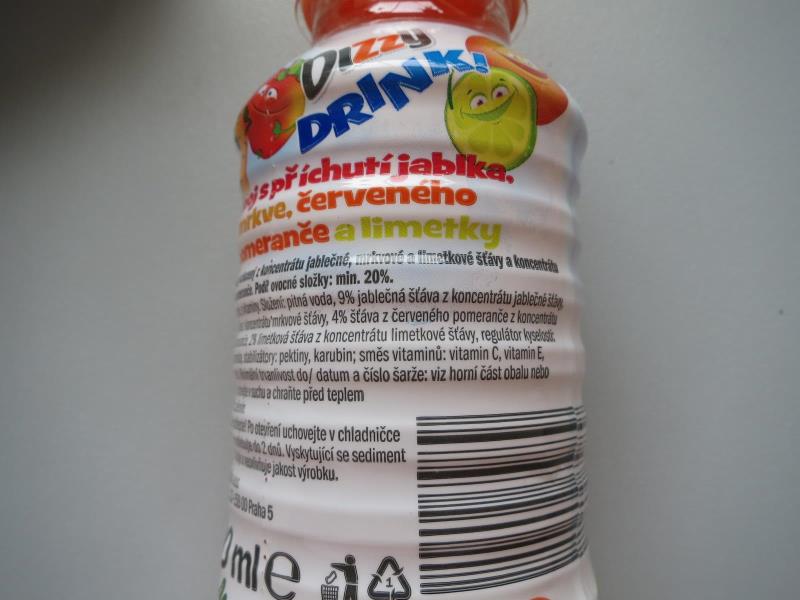 Dizzy
DRINK!
s příchutí jablka,
mrkve, červeného
pomeranče a limetky
z koncentrátu jablečné, mrkvové a limetkové šťávy a koncentrátu
Podíl ovocné složky: min. 20%.
Složení: pitná voda, 9% jablečná šťáva z koncentrátu jablečné šťávy,
koncentrátu mrkvové šťávy, 4% šťáva z červeného pomeranče z koncentrátu
2% limetková šťáva z koncentrátu limetkové šťávy, regulátor kyselosti:
stabilizátory: pektiny, karubin; směs vitaminů: vitamin C, vitamin E,
trvanlivost do/ datum a číslo šarže: viz horní část obalu nebo
v suchu a chraňte před teplem
Po otevření uchovejte v chladničce
do 2 dnů. Vyskytující se sediment
jakost výrobku.
00 Praha 5
ml e
1